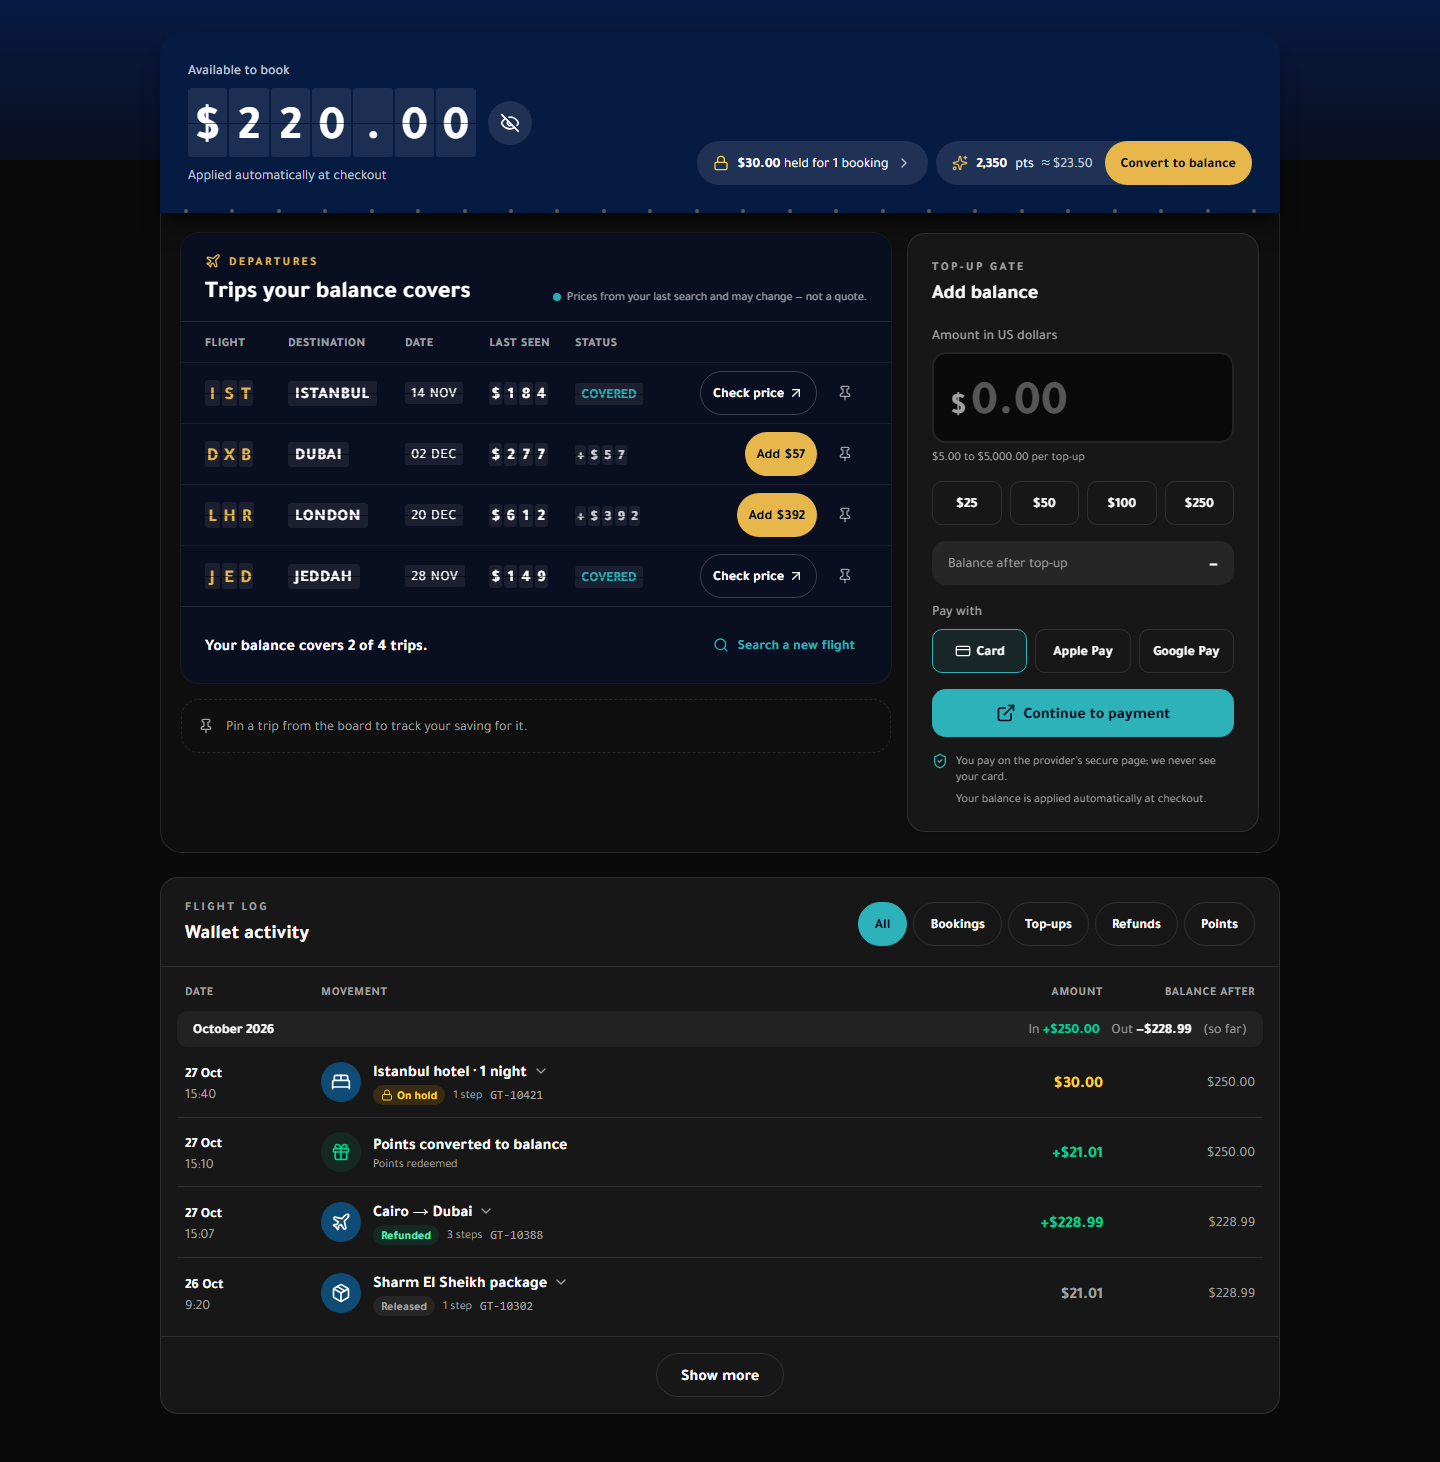 Available to book
$220.00
Applied automatically at checkout
$30.00 held for 1 booking
2,350 pts ≈ $23.50
Convert to balance
DEPARTURES
Trips your balance covers
Prices from your last search and may change – not a quote.
FLIGHT DESTINATION DATE LAST SEEN STATUS
IST ISTANBUL 14 NOV $184 COVERED Check price
DXB DUBAI 02 DEC $277 +$57 Add $57
LHR LONDON 20 DEC $612 +$392 Add $392
JED JEDDAH 28 NOV $149 COVERED Check price
Your balance covers 2 of 4 trips.
Search a new flight
Pin a trip from the board to track your saving for it.
TOP-UP GATE
Add balance
Amount in US dollars
$ 0.00
$5.00 to $5,000.00 per top-up
$25 $50 $100 $250
Balance after top-up –
Pay with
Card Apple Pay Google Pay
Continue to payment
You pay on the provider's secure page; we never see
your card.
Your balance is applied automatically at checkout.
FLIGHT LOG
Wallet activity
All Bookings Top-ups Refunds Points
DATE MOVEMENT AMOUNT BALANCE AFTER
October 2026 In +$250.00 Out –$228.99 (so far)
27 Oct Istanbul hotel · 1 night $30.00 $250.00
15:40 On hold 1 step GT-10421
27 Oct Points converted to balance +$21.01 $250.00
15:10 Points redeemed
27 Oct Cairo → Dubai +$228.99 $228.99
15:07 Refunded 3 steps GT-10388
26 Oct Sharm El Sheikh package $21.01 $228.99
9:20 Released 1 step GT-10302
Show more